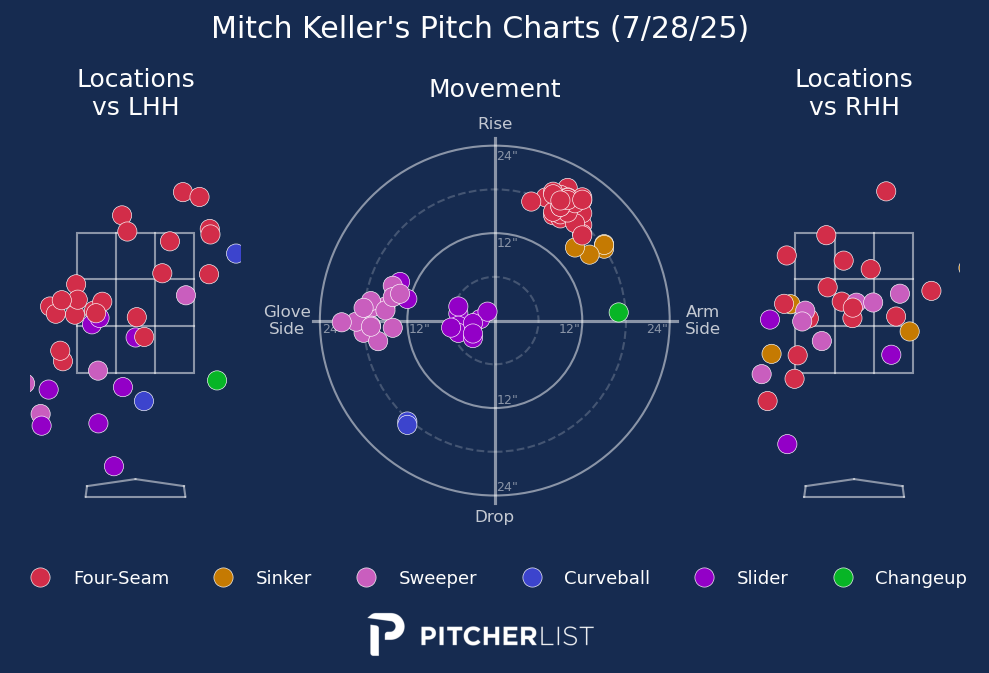 Mitch Keller's Pitch Charts (7/28/25)
Locations
vs LHH
Movement
Locations
vs RHH
Rise
24"
12"
Glove
Side
24"
12"
12"
24"
Arm
Side
12"
24"
Drop
Four-Seam
Sinker
Sweeper
Curveball
Slider
Changeup
PITCHERLIST